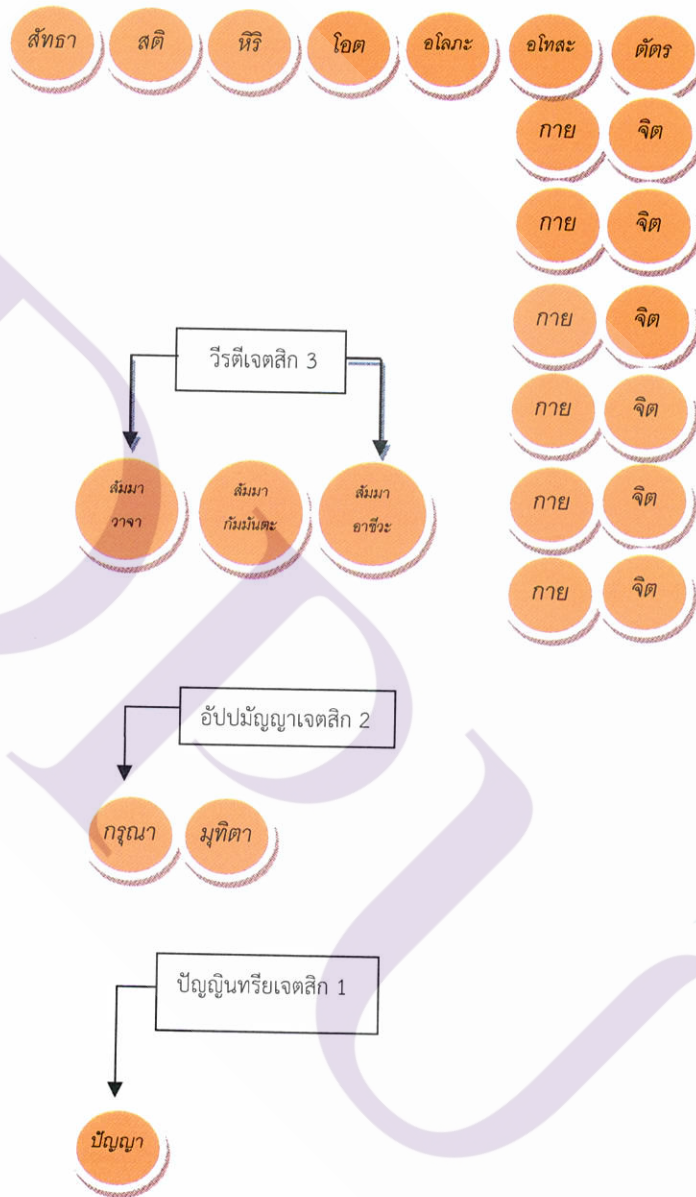 สัทธา สติ หิริ โอต อโลภะ อโทสะ ตัตร
กาย จิต
กาย จิต
กาย จิต
วีรตีเจตสิก 3
กาย จิต
สัมมา สัมมา สัมมา
วาจา กัมมันตะ อาชีวะ
กาย จิต
กาย จิต
อัปปมัญญาเจตสิก 2
กรุณา มุทิตา
ปัญญินทรียเจตสิก 1
ปัญญา
DPU